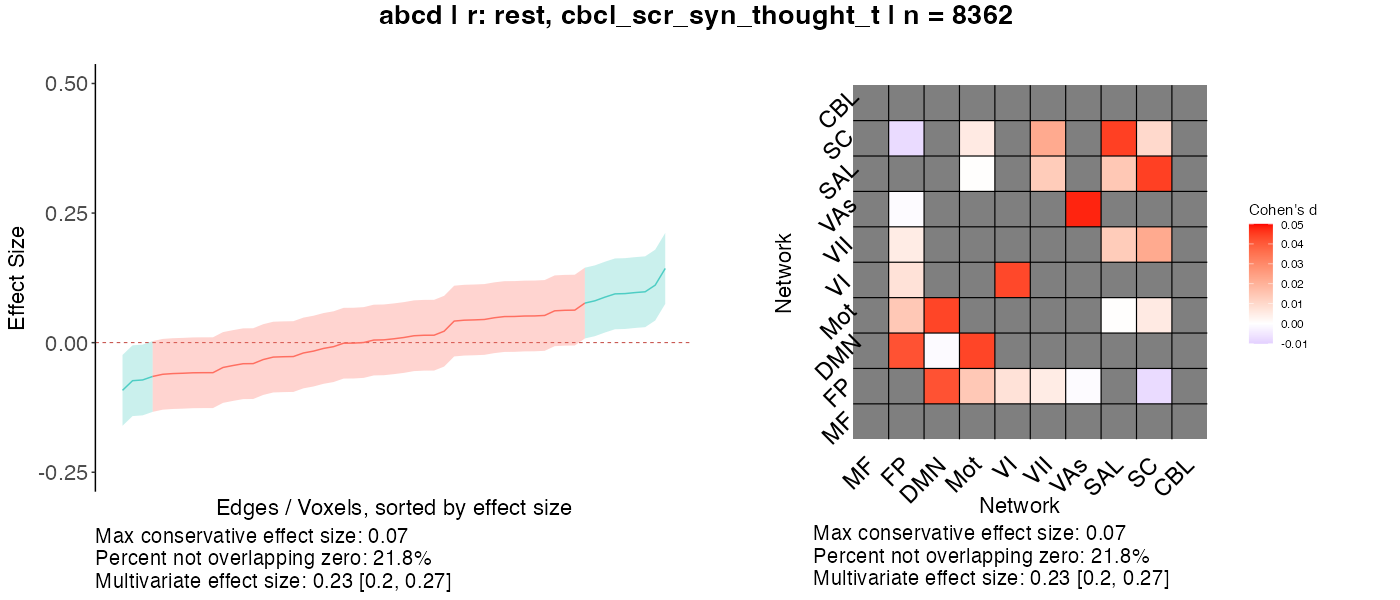 abcd | r: rest, cbcl_scr_syn_thought_t | n = 8362
Effect Size
0.50
0.25
0.00
-0.25
Edges / Voxels, sorted by effect size
Max conservative effect size: 0.07
Percent not overlapping zero: 21.8%
Multivariate effect size: 0.23 [0.2, 0.27]
Network
CBL
SC
SAL
VAs
VII
VI
Mot
DMN
FP
MF
MF FP DMN Mot VI VII VAs SAL SC CBL
Network
Max conservative effect size: 0.07
Percent not overlapping zero: 21.8%
Multivariate effect size: 0.23 [0.2, 0.27]
Cohen's d
0.05
0.04
0.03
0.02
0.01
0.00
-0.01